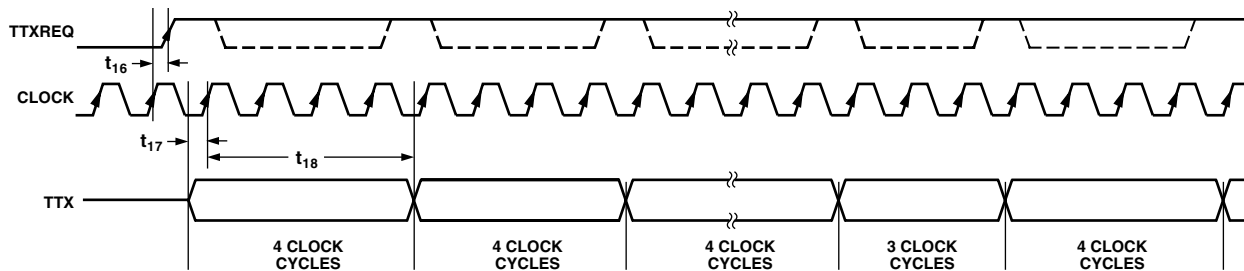 TTXREQ
t16
CLOCK
t17
t18
TTX
4 CLOCK
CYCLES
4 CLOCK
CYCLES
4 CLOCK
CYCLES
3 CLOCK
CYCLES
4 CLOCK
CYCLES